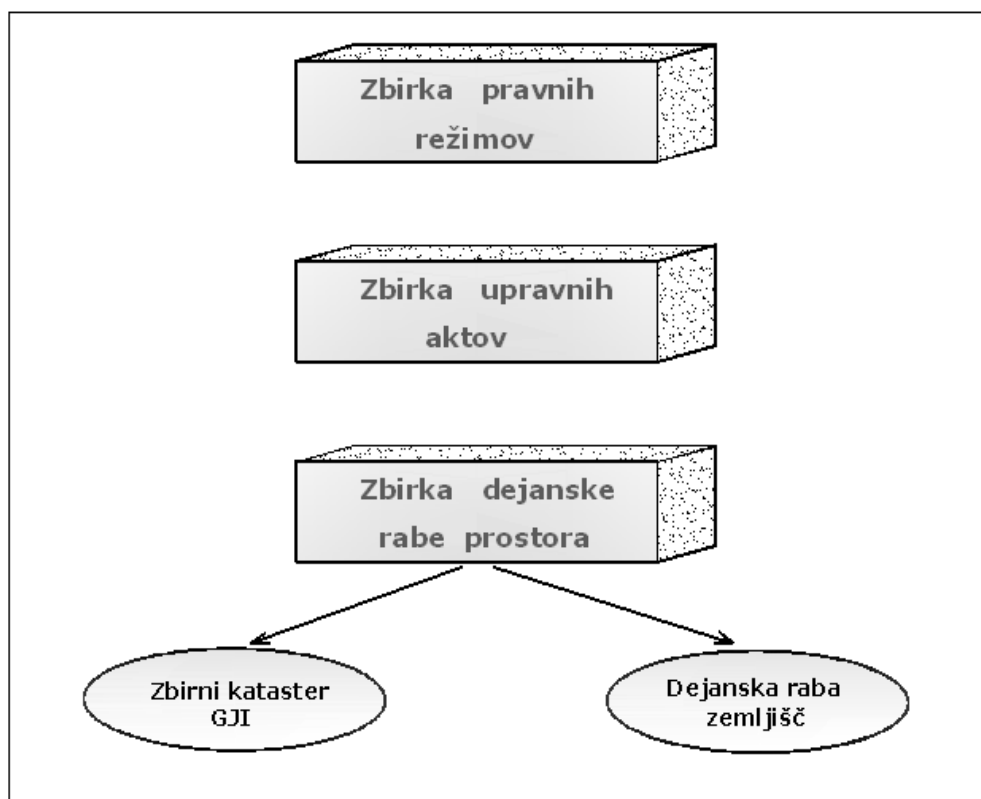 Zbirka pravnih
režimov
Zbirka upravnih
aktov
Zbirka dejanske
rabe prostora
Zbirni kataster
GJI
Dejanska raba
zemljišč